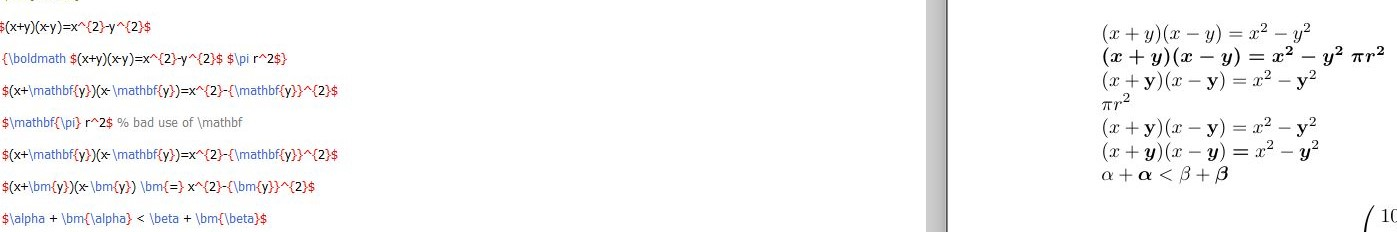 $(x+y)(x-y)=x^{2}-y^{2}$
{\boldmath $(x+y)(x-y)=x^{2}-y^{2}$ $\pi r^2$}
$(x+\mathbf{y})(x-\mathbf{y})=x^{2}-{\mathbf{y}}^{2}$
$\mathbf{\pi} r^2$ % bad use of \mathbf
$(x+\mathbf{y})(x-\mathbf{y})=x^{2}-{\mathbf{y}}^{2}$
$(x+\bm{y})(x-\bm{y}) \bm{=} x^{2}-{\bm{y}}^{2}$
$\alpha + \bm{\alpha} < \beta + \bm{\beta}$
(x + y)(x − y) = x² − y²
(x + y)(x − y) = x² − y² πr²
(x + y)(x − y) = x² − y²
πr²
(x + y)(x − y) = x² − y²
(x + y)(x − y) = x² − y²
α + α < β + β
( 10